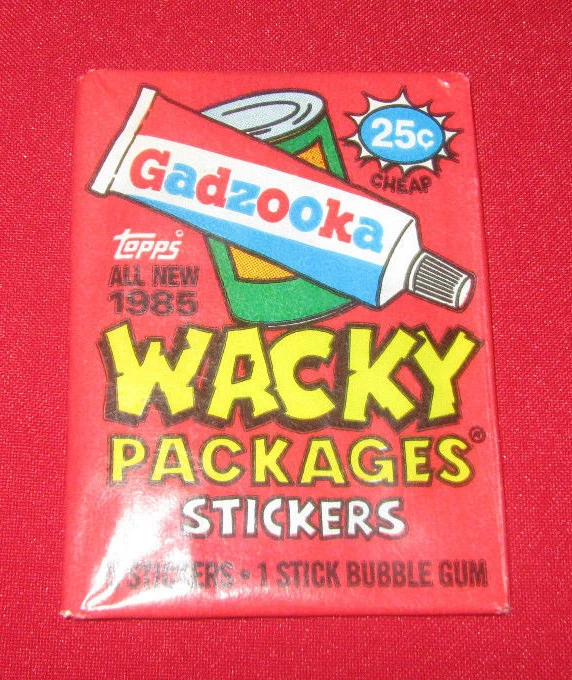 25¢
CHEAP
Gadzooka
Topps
ALL NEW
1985
WACKY
PACKAGES®
STICKERS
STICKERS • 1 STICK BUBBLE GUM